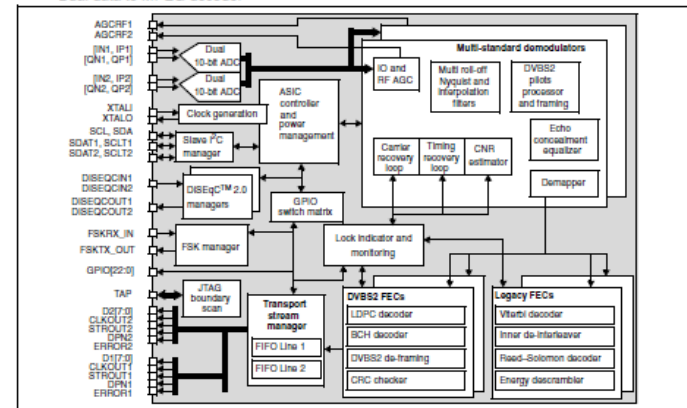 AGCRF1
AGCRF2
[IN1, IP1]
[QN1, QP1]
[IN2, IP2]
[QN2, QP2]
XTALI
XTALO
SCL, SDA
SDAT1, SCLT1
SDAT2, SCLT2
DISEQCIN1
DISEQCIN2
DISEQCOUT1
DISEQCOUT2
FSKRX_IN
FSKTX_OUT
GPIO[22:0]
TAP
D2[7:0]
CLKOUT2
STROUT2
DPN2
ERROR2
D1[7:0]
CLKOUT1
STROUT1
DPN1
ERROR1
Dual
10-bit ADC
Dual
10-bit ADC
Clock generation
Slave I²C
manager
DISEqC™ 2.0
managers
FSK manager
JTAG
boundary
scan
ASIC
controller
and
power
management
GPIO
switch matrix
Transport
stream
manager
FIFO Line 1
FIFO Line 2
Multi-standard demodulators
IO and
RF AGC
Multi roll-off
Nyquist and
interpolation
filters
DVBS2
pilots
processor
and framing
Echo
concealment
equalizer
Carrier
recovery
loop
Timing
recovery
loop
CNR
estimator
Demapper
Lock indicator and
monitoring
DVBS2 FECs
LDPC decoder
BCH decoder
DVBS2 de-framing
CRC checker
Legacy FECs
Viterbi decoder
Inner de-interleaver
Reed–Solomon decoder
Energy descrambler